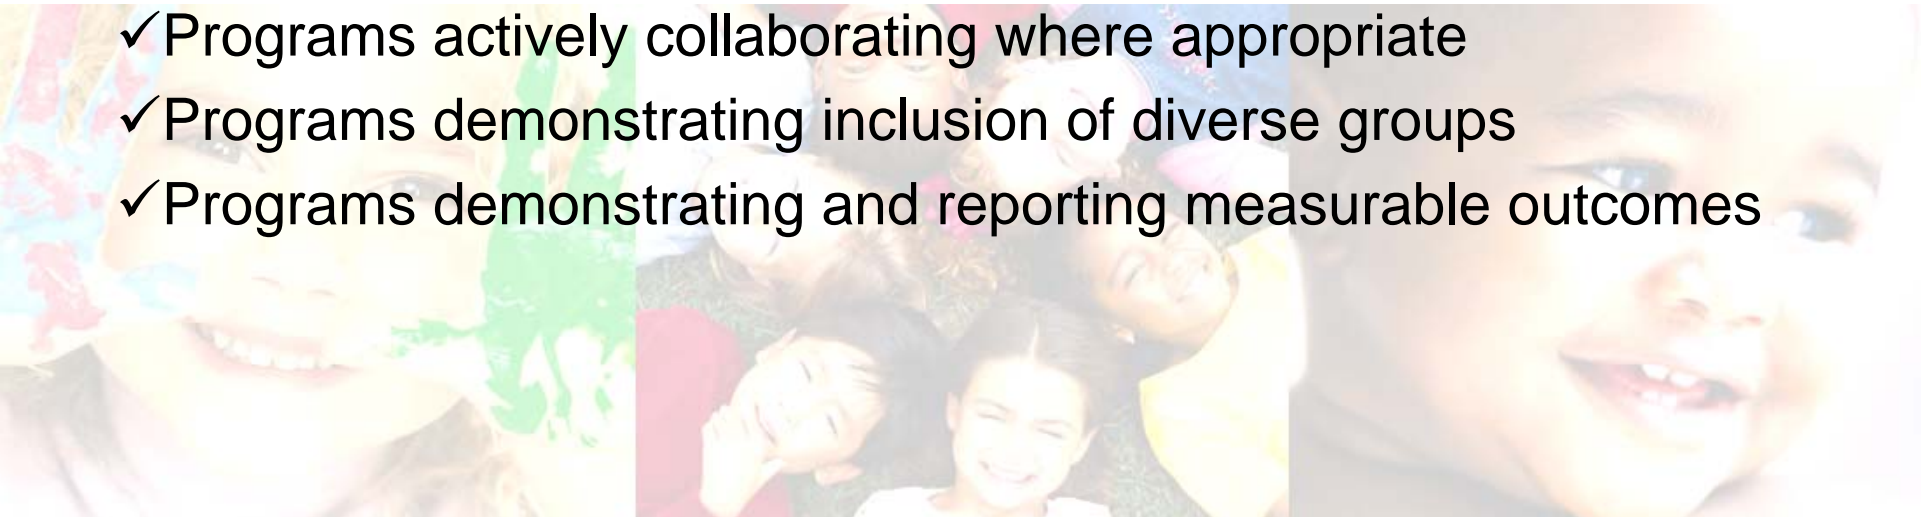 ✓Programs actively collaborating where appropriate
✓Programs demonstrating inclusion of diverse groups
✓Programs demonstrating and reporting measurable outcomes